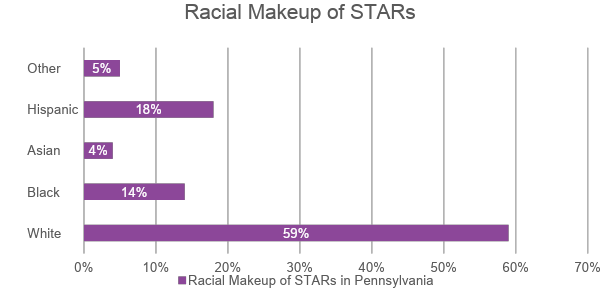 Racial Makeup of STARs
Other 5%
Hispanic 18%
Asian 4%
Black 14%
White 59%
0% 10% 20% 30% 40% 50% 60% 70%
Racial Makeup of STARs in Pennsylvania